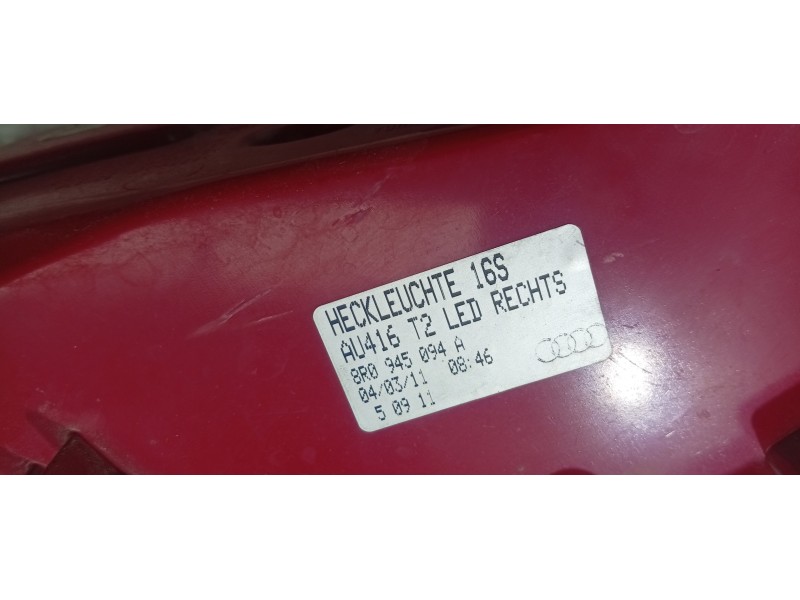 HECKLEUCHTE 16S
AU416 T2 LED RECHTS
8R0 945 094 A
04/03/11 08:46
5 09 11